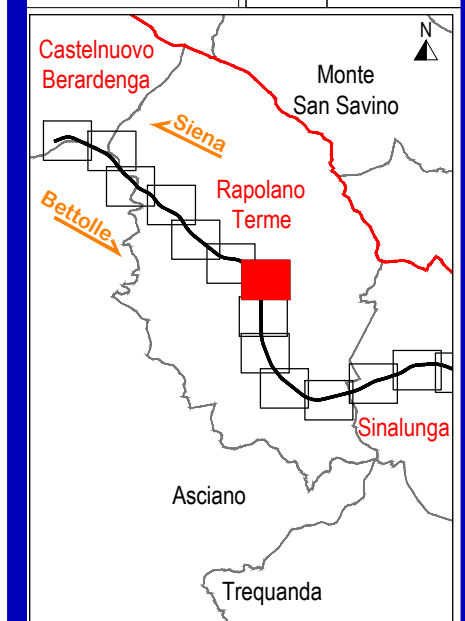 N
Castelnuovo
Berardenga
Monte
San Savino
Siena
Rapolano
Terme
Bettolle
Sinalunga
Asciano
Trequanda